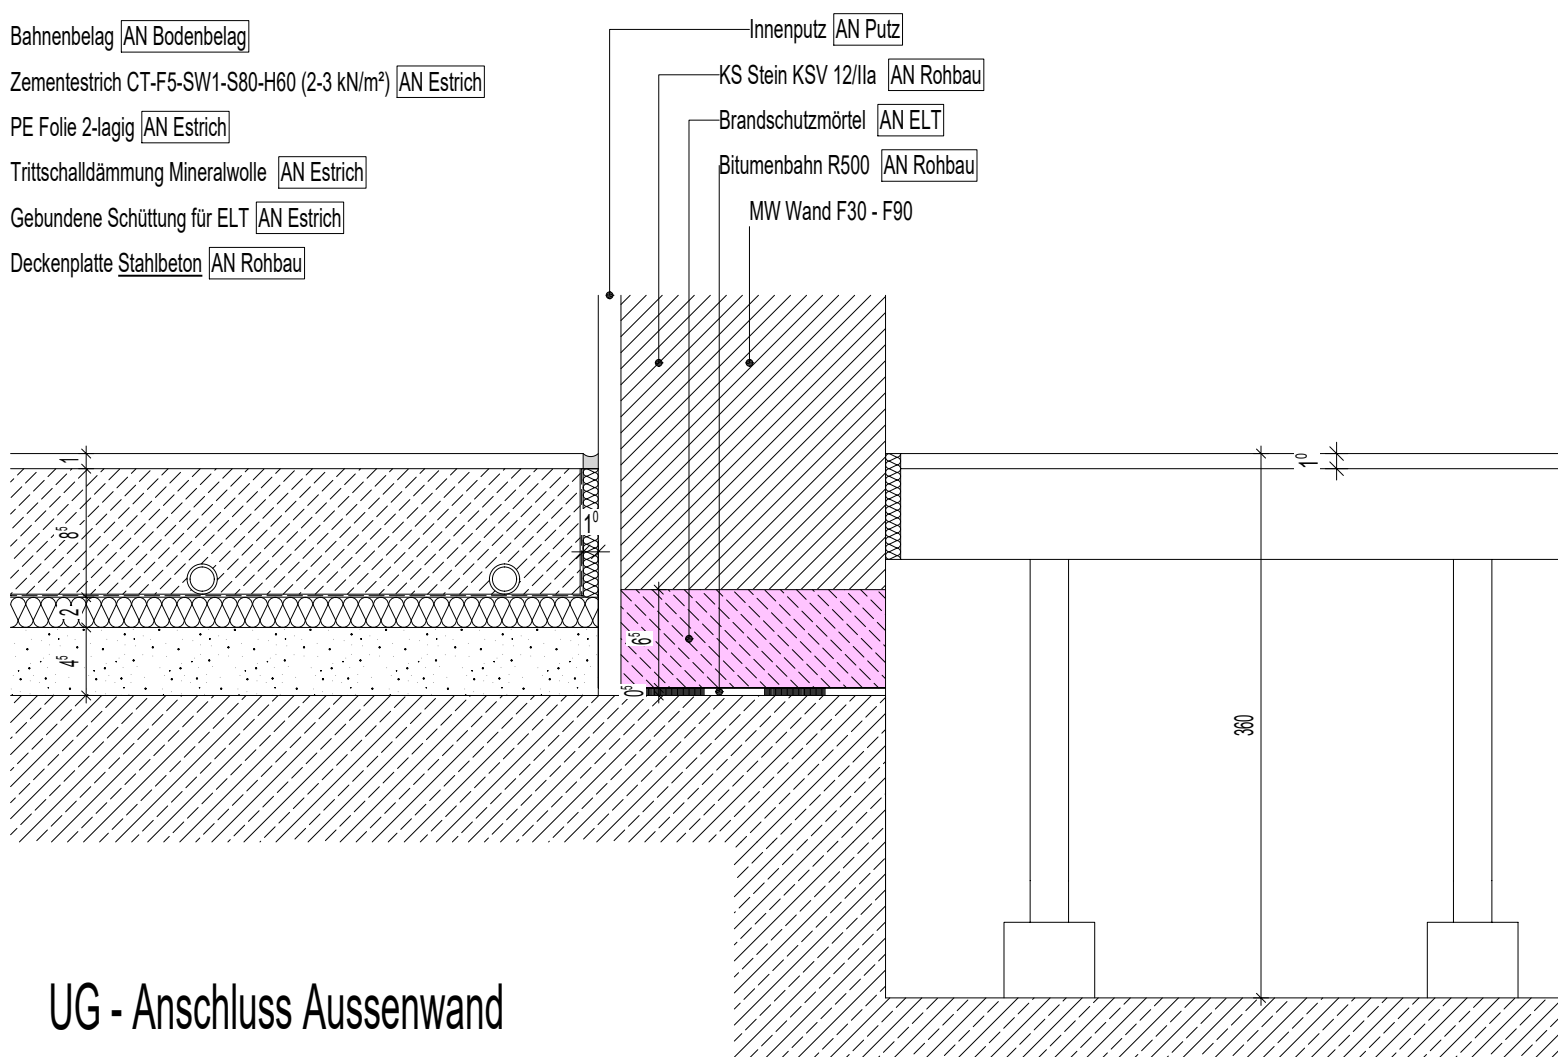 Bahnenbelag AN Bodenbelag
Zementestrich CT-F5-SW1-S80-H60 (2-3 kN/m²) AN Estrich
PE Folie 2-lagig AN Estrich
Trittschalldämmung Mineralwolle AN Estrich
Gebundene Schüttung für ELT AN Estrich
Deckenplatte Stahlbeton AN Rohbau
Innenputz AN Putz
KS Stein KSV 12/IIa AN Rohbau
Brandschutzmörtel AN ELT
Bitumenbahn R500 AN Rohbau
MW Wand F30 - F90
1
8⁵
2
4⁵
1⁰
6⁵
0⁵
1⁰
360
UG - Anschluss Aussenwand